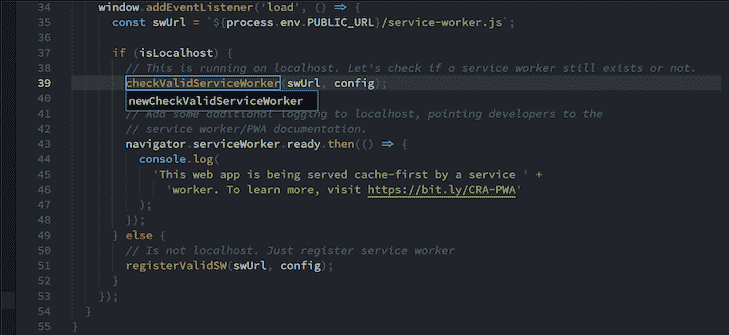 34 window.addEventListener('load', () => {
35 const swUrl = `${process.env.PUBLIC_URL}/service-worker.js`;
36
37 if (isLocalhost) {
38 // This is running on localhost. Let's check if a service worker still exists or not.
39 checkValidServiceWorker(swUrl, config);
40 newCheckValidServiceWorker
41 // Add some additional logging to localhost, pointing developers to the
42 // service worker/PWA documentation.
43 navigator.serviceWorker.ready.then(() => {
44 console.log(
45 'This web app is being served cache-first by a service ' +
46 'worker. To learn more, visit https://bit.ly/CRA-PWA'
47 );
48 });
49 } else {
50 // Is not localhost. Just register service worker
51 registerValidSW(swUrl, config);
52 }
53 });
54 }
55 }